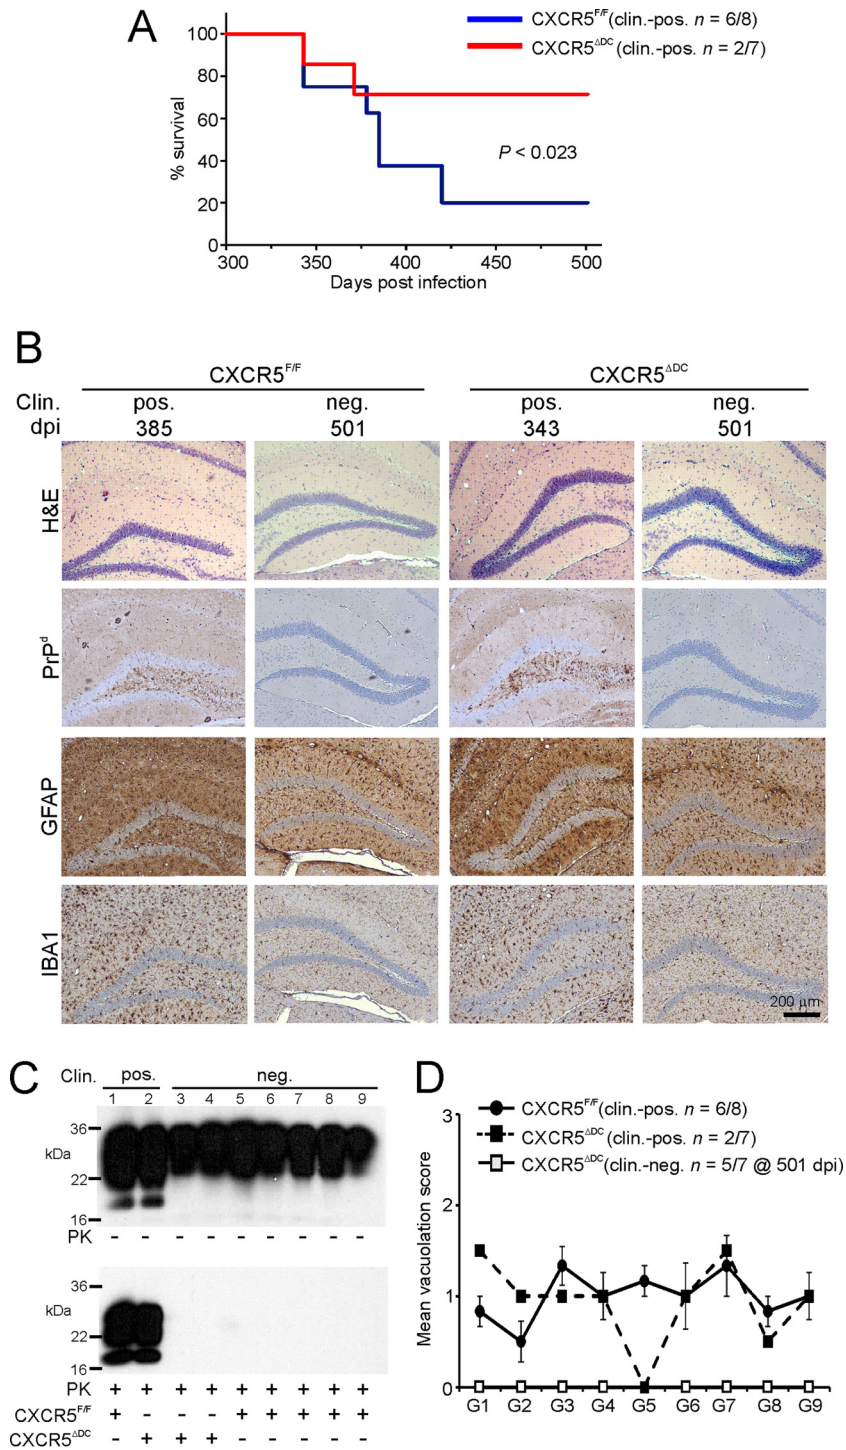 A
CXCR5F/F (clin.-pos. n = 6/8)
CXCR5ΔDC (clin.-pos. n = 2/7)
% survival
100
80
60
40
20
0
P < 0.023
300 350 400 450 500
Days post infection
B
CXCR5F/F CXCR5ΔDC
Clin. pos. neg. pos. neg.
dpi 385 501 343 501
H&E
PrPd
GFAP
IBA1
200 µm
C
Clin. pos. neg.
1 2 3 4 5 6 7 8 9
36
kDa
22
16
PK - - - - - - - - -
36
kDa
22
16
PK + + + + + + + + +
CXCR5F/F + - - - + + + + +
CXCR5ΔDC - + + + - - - - -
D
CXCR5F/F (clin.-pos. n = 6/8)
CXCR5ΔDC (clin.-pos. n = 2/7)
CXCR5ΔDC (clin.-neg. n = 5/7 @ 501 dpi)
Mean vacuolation score
3
2
1
0
G1 G2 G3 G4 G5 G6 G7 G8 G9